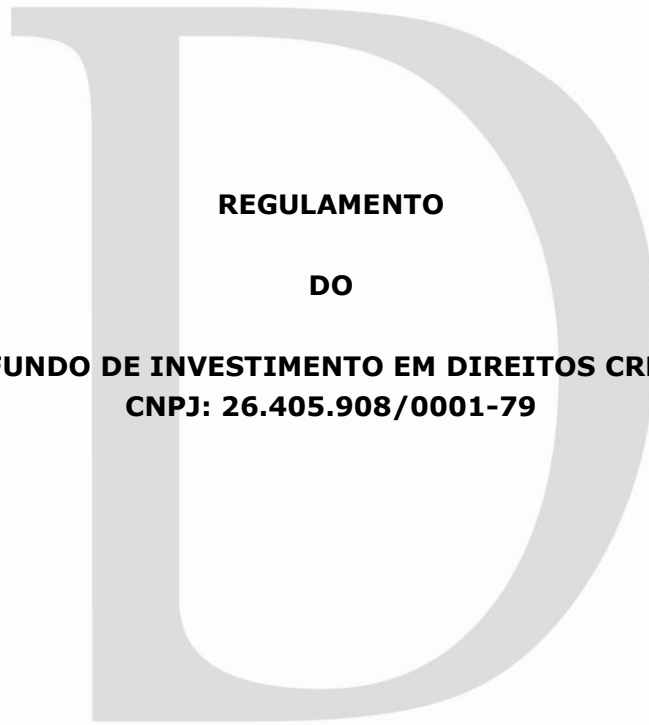 REGULAMENTO
DO
FUNDO DE INVESTIMENTO EM DIREITOS
CNPJ: 26.405.908/0001-79